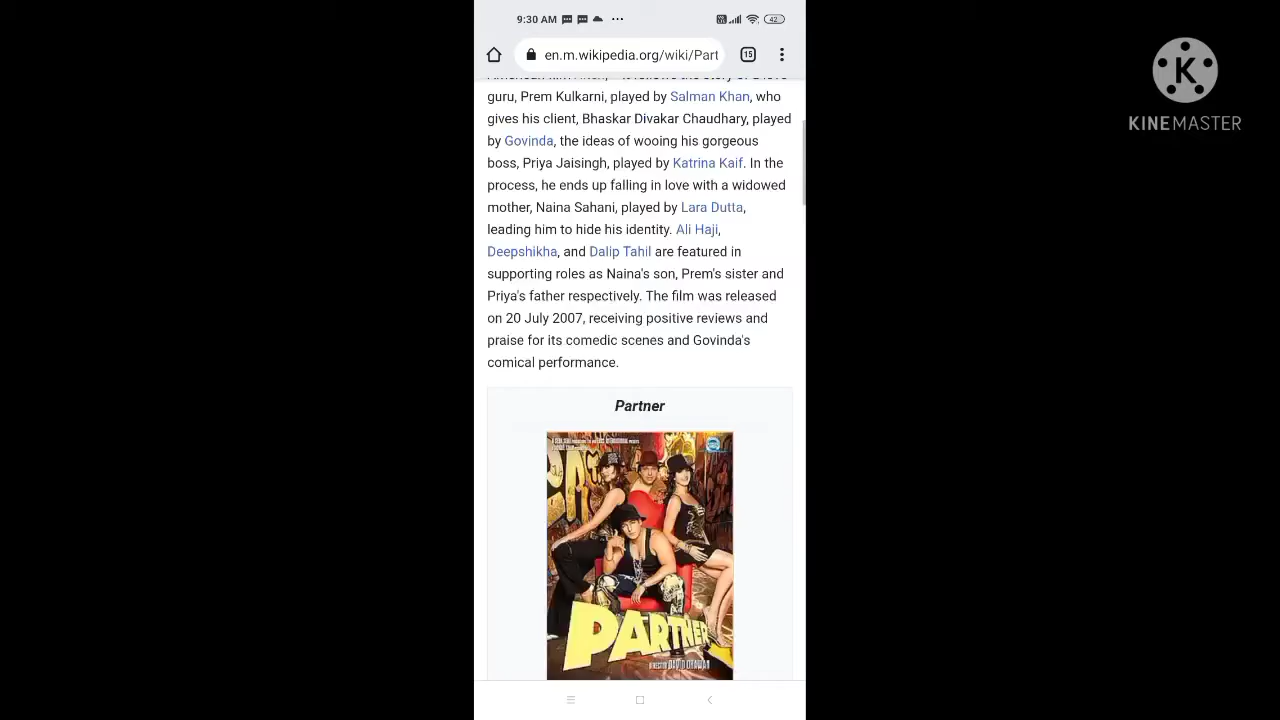 9:30 AM
42
en.m.wikipedia.org/wiki/Part
15
guru, Prem Kulkarni, played by Salman Khan, who
gives his client, Bhaskar Divakar Chaudhary, played
by Govinda, the ideas of wooing his gorgeous
boss, Priya Jaisingh, played by Katrina Kaif. In the
process, he ends up falling in love with a widowed
mother, Naina Sahani, played by Lara Dutta,
leading him to hide his identity. Ali Haji,
Deepshikha, and Dalip Tahil are featured in
supporting roles as Naina's son, Prem's sister and
Priya's father respectively. The film was released
on 20 July 2007, receiving positive reviews and
praise for its comedic scenes and Govinda's
comical performance.
Partner
PARTNER
DIRECTOR DAVID DHAWAN
K
KINEMASTER